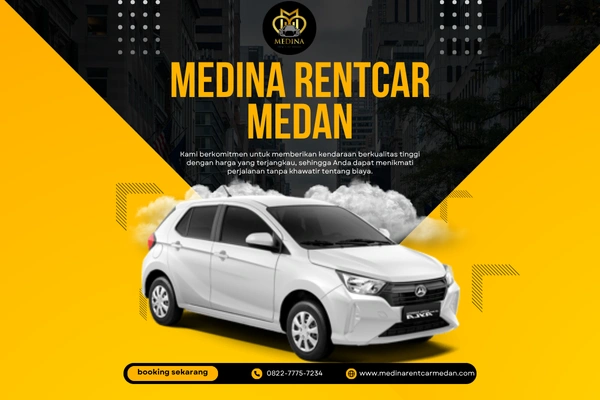 MEDINA
MEDINA RENTCAR
MEDAN
Kami berkomitmen untuk memberikan kendaraan berkualitas tinggi
dengan harga yang terjangkau, sehingga Anda dapat menikmati
perjalanan tanpa khawatir tentang biaya.
booking sekarang
0822-7775-7234
www.medinarentcarmedan.com